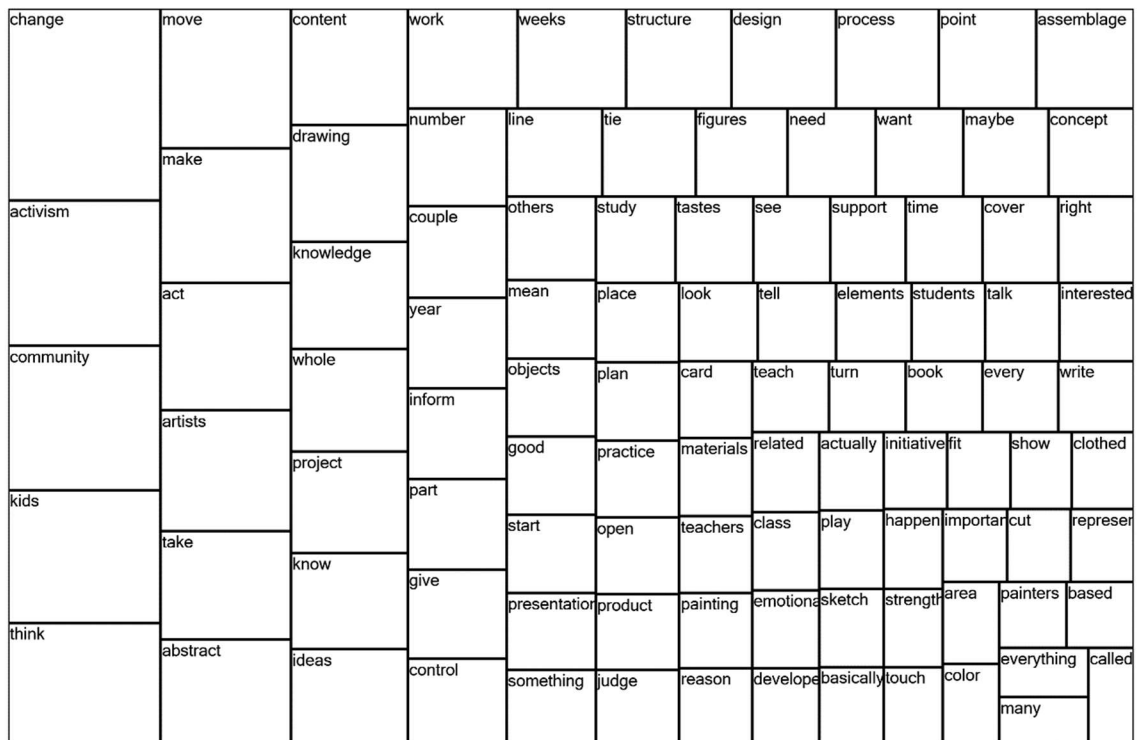 change move content work weeks structure design process point assemblage
number line tie figures need want maybe concept
drawing
make
activism others study tastes see support time cover right
couple
knowledge
mean
act place look tell elements students talk interested
year
community whole
objects plan card teach turn book every write
inform
artists
good practice materials related actually initiative fit show clothed
project
part
kids
start open teachers class play happen importan cut represer
take
know
give
presentation product painting emotiona sketch strength area painters based
think
abstract
ideas
control
something judge reason develope basically touch color everything called
many